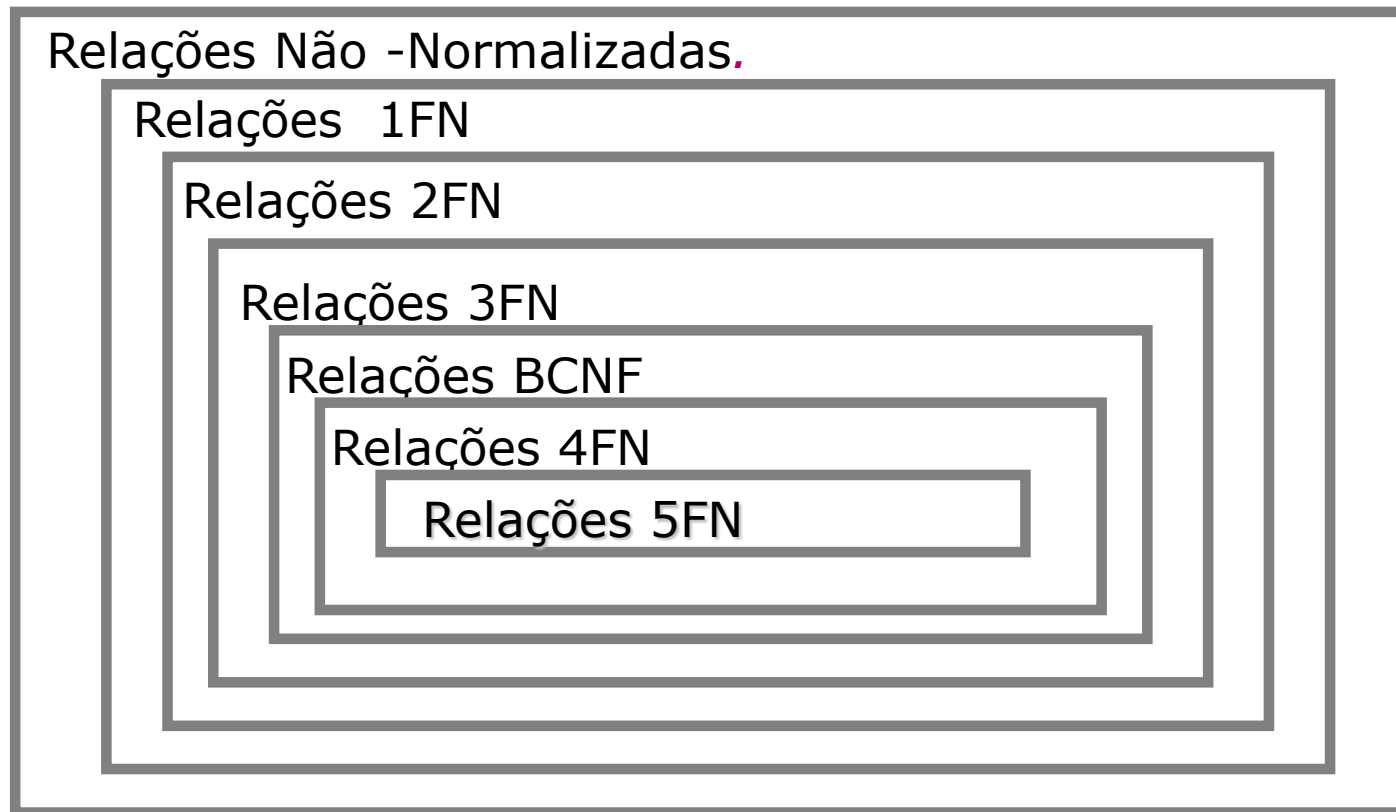 Relações Não -Normalizadas.
Relações 1FN
Relações 2FN
Relações 3FN
Relações BCNF
Relações 4FN
Relações 5FN